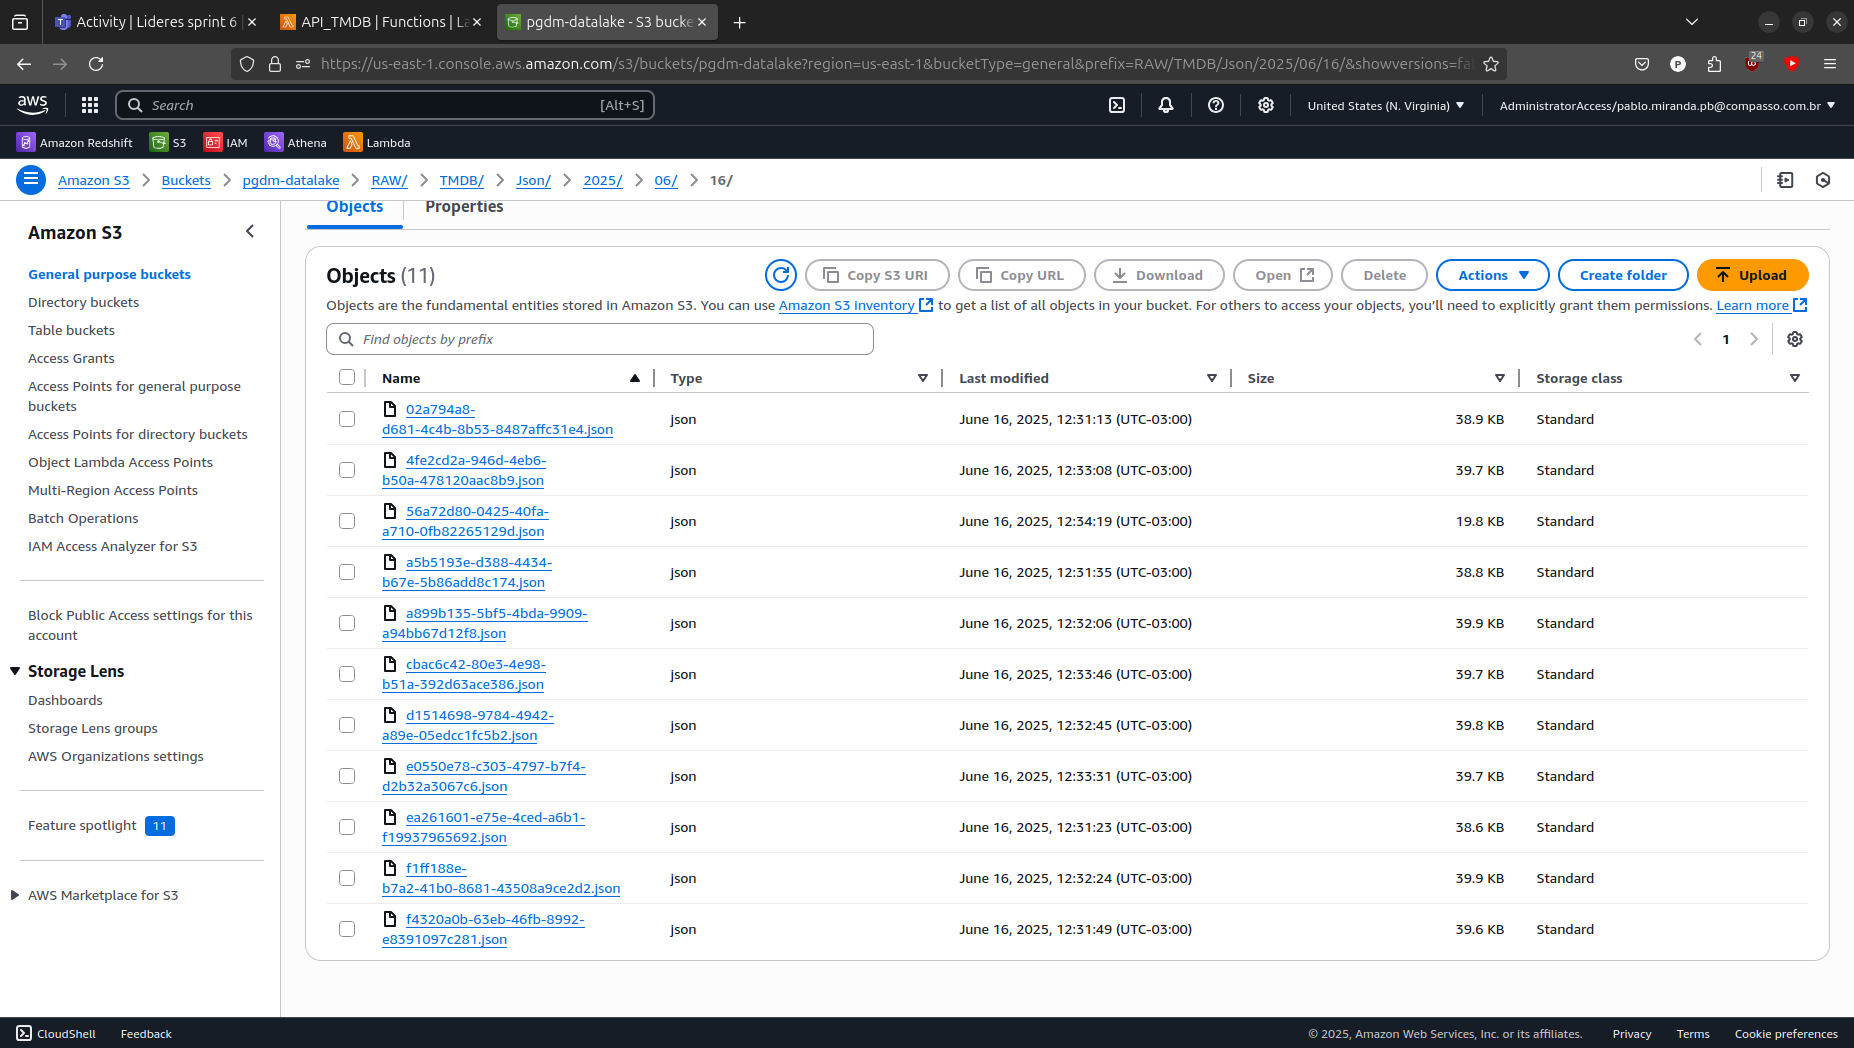 Activity | Lideres sprint 6
API_TMDB | Functions | La
pgdm-datalake - S3 bucke
https://us-east-1.console.aws.amazon.com/s3/buckets/pgdm-datalake?region=us-east-1&bucketType=general&prefix=RAW/TMDB/Json/2025/06/16/&showversions=fa
24
aws
Search
[Alt+S]
United States (N. Virginia)
AdministratorAccess/pablo.miranda.pb@compasso.com.br
Amazon Redshift
S3
IAM
Athena
Lambda
Amazon S3 > Buckets > pgdm-datalake > RAW/ > TMDB/ > Json/ > 2025/ > 06/ > 16/
Amazon S3
General purpose buckets
Directory buckets
Table buckets
Access Grants
Access Points for general purpose
buckets
Access Points for directory buckets
Object Lambda Access Points
Multi-Region Access Points
Batch Operations
IAM Access Analyzer for S3
Block Public Access settings for this
account
Storage Lens
Dashboards
Storage Lens groups
AWS Organizations settings
Feature spotlight 11
AWS Marketplace for S3
Objects
Properties
Objects (11)
Copy S3 URI
Copy URL
Download
Open
Delete
Actions
Create folder
Upload
Objects are the fundamental entities stored in Amazon S3. You can use Amazon S3 Inventory to get a list of all objects in your bucket. For others to access your objects, you'll need to explicitly grant them permissions. Learn more
Find objects by prefix
1
Name Type Last modified Size Storage class
02a794a8-
d681-4c4b-8b53-8487affc31e4.json
json June 16, 2025, 12:31:13 (UTC-03:00) 38.9 KB Standard
4fe2cd2a-946d-4eb6-
b50a-478120aac8b9.json
json June 16, 2025, 12:33:08 (UTC-03:00) 39.7 KB Standard
56a72d80-0425-40fa-
a710-0fb82265129d.json
json June 16, 2025, 12:34:19 (UTC-03:00) 19.8 KB Standard
a5b5193e-d388-4434-
b67e-5b86add8c174.json
json June 16, 2025, 12:31:35 (UTC-03:00) 38.8 KB Standard
a899b135-5bf5-4bda-9909-
a94bb67d12f8.json
json June 16, 2025, 12:32:06 (UTC-03:00) 39.9 KB Standard
cbac6c42-80e3-4e98-
b51a-392d63ace386.json
json June 16, 2025, 12:33:46 (UTC-03:00) 39.7 KB Standard
d1514698-9784-4942-
a89e-05edcc1fc5b2.json
json June 16, 2025, 12:32:45 (UTC-03:00) 39.8 KB Standard
e0550e78-c303-4797-b7f4-
d2b32a3067c6.json
json June 16, 2025, 12:33:31 (UTC-03:00) 39.7 KB Standard
ea261601-e75e-4ced-a6b1-
f19937965692.json
json June 16, 2025, 12:31:23 (UTC-03:00) 38.6 KB Standard
f1ff188e-
b7a2-41b0-8681-43508a9ce2d2.json
json June 16, 2025, 12:32:24 (UTC-03:00) 39.9 KB Standard
f4320a0b-63eb-46fb-8992-
e8391097c281.json
json June 16, 2025, 12:31:49 (UTC-03:00) 39.6 KB Standard
CloudShell
Feedback
© 2025, Amazon Web Services, Inc. or its affiliates.
Privacy
Terms
Cookie preferences